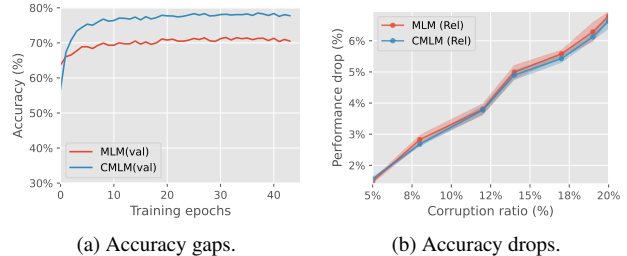 80%
70%
60%
50%
40%
30%
Accuracy (%)
MLM(val)
CMLM(val)
0 10 20 30 40
Training epochs
(a) Accuracy gaps.
6%
5%
4%
3%
2%
Performance drop (%)
MLM (Rel)
CMLM (Rel)
5% 8% 10% 12% 15% 18% 20%
Corruption ratio (%)
(b) Accuracy drops.